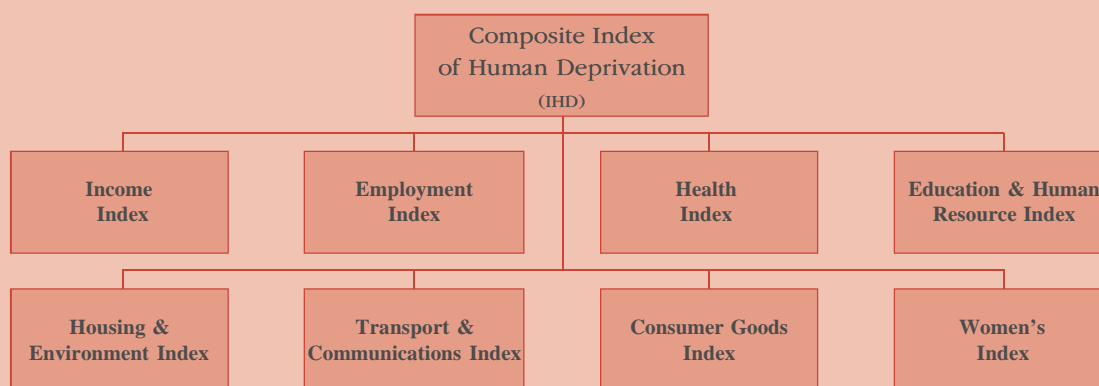 Composite Index
of Human Deprivation
(IHD)
Income
Index
Employment
Index
Health
Index
Education & Human
Resource Index
Housing &
Environment Index
Transport &
Communications Index
Consumer Goods
Index
Women's
Index